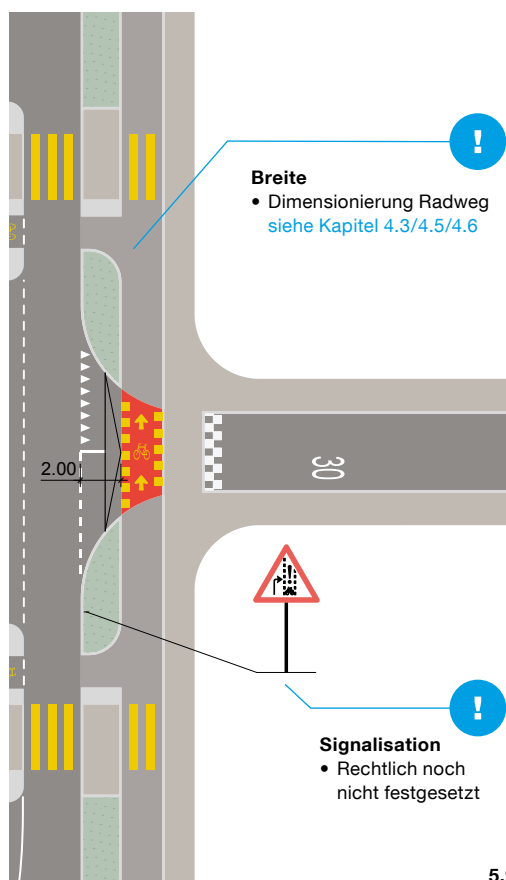 !
Breite
• Dimensionierung Radweg
siehe Kapitel 4.3/4.5/4.6
2.00
30
!
Signalisation
• Rechtlich noch
nicht festgesetzt